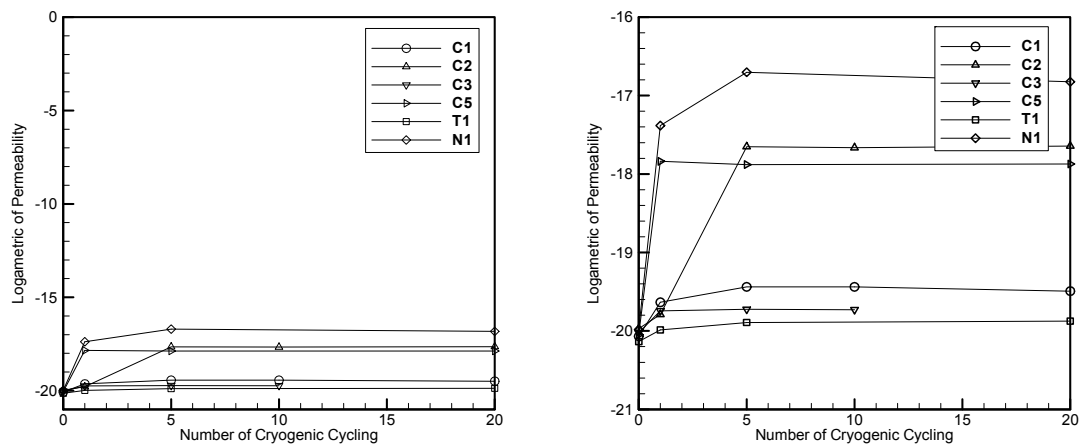 0
-5
-10
-15
-20
Logametric of Permeability
0
5
10
15
20
Number of Cryogenic Cycling
C1
C2
C3
C5
T1
N1
-16
-17
-18
-19
-20
-21
Logametric of Permeability
0
5
10
15
20
Number of Cryogenic Cycling
C1
C2
C3
C5
T1
N1